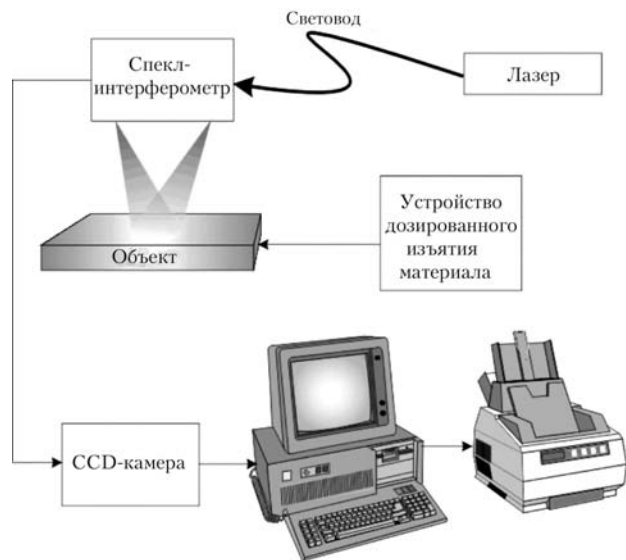 Световод
Спекл-
интерферометр
Лазер
Устройство
дозированного
изъятия
материала
Объект
CCD-камера